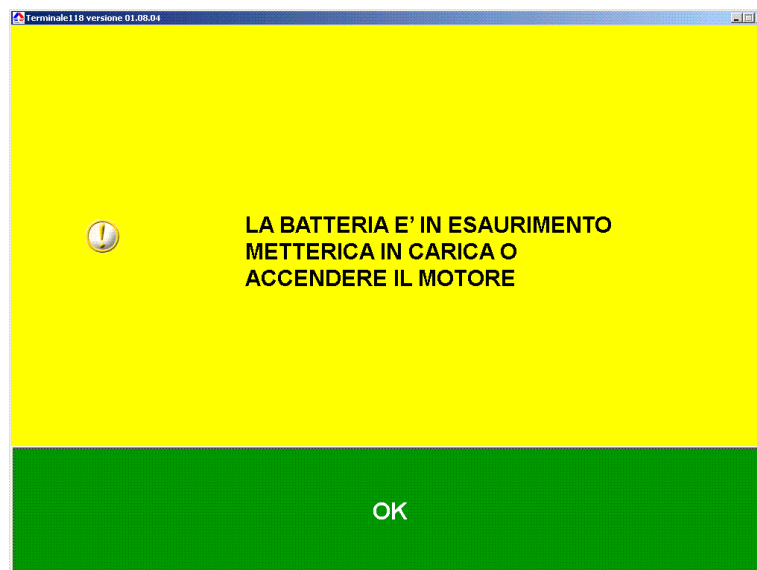 Terminale118 versione 01.08.04
LA BATTERIA E' IN ESAURIMENTO
METTERICA IN CARICA O
ACCENDERE IL MOTORE
OK